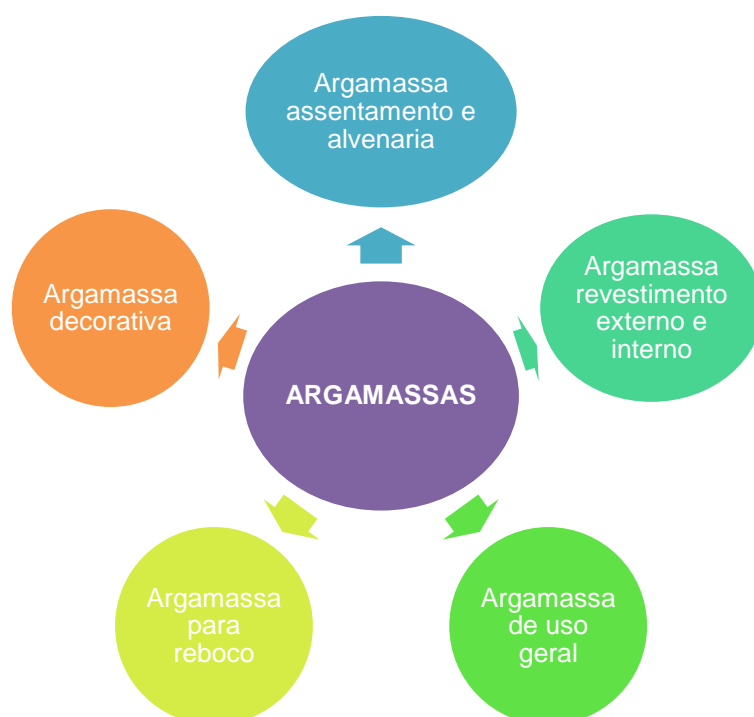 Argamassa
assentamento e
alvenaria
Argamassa
decorativa
Argamassa
revestimento
externo e
interno
ARGAMASSAS
Argamassa
para
reboco
Argamassa
de uso
geral